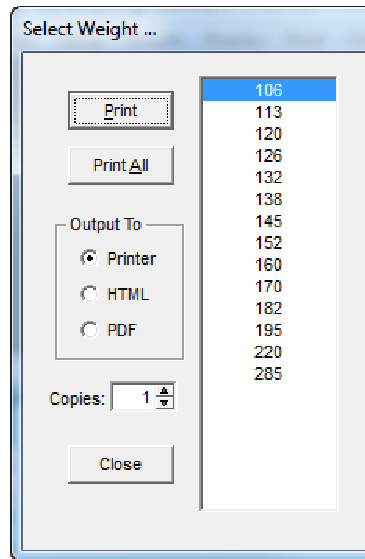 Select Weight ...
Print
Print All
Output To
Printer
HTML
PDF
Copies: 1
Close
106
113
120
126
132
138
145
152
160
170
182
195
220
285